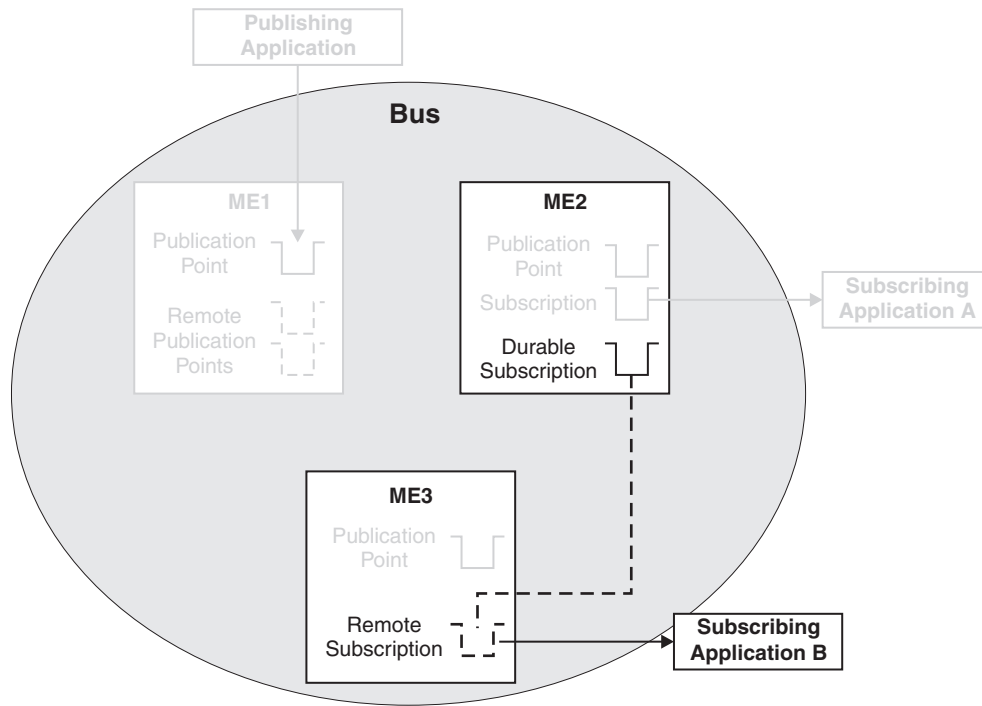 Publishing
Application
Bus
ME1
Publication
Point
Remote
Publication
Points
ME2
Publication
Point
Subscription
Durable
Subscription
Subscribing
Application A
ME3
Publication
Point
Remote
Subscription
Subscribing
Application B